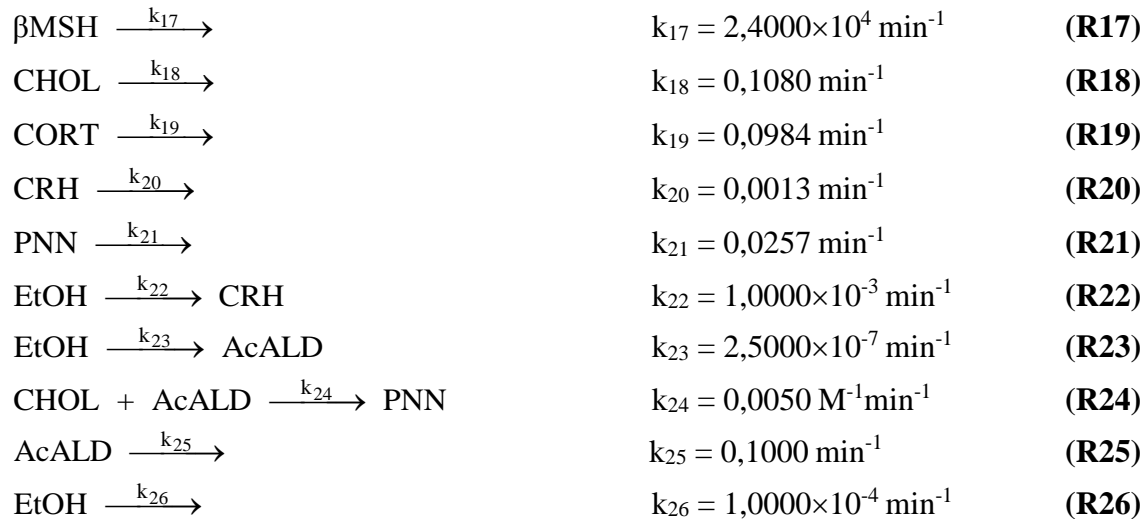 βMSH —k₁₇→ k₁₇ = 2,4000×10⁴ min⁻¹ (R17)
CHOL —k₁₈→ k₁₈ = 0,1080 min⁻¹ (R18)
CORT —k₁₉→ k₁₉ = 0,0984 min⁻¹ (R19)
CRH —k₂₀→ k₂₀ = 0,0013 min⁻¹ (R20)
PNN —k₂₁→ k₂₁ = 0,0257 min⁻¹ (R21)
EtOH —k₂₂→ CRH k₂₂ = 1,0000×10⁻³ min⁻¹ (R22)
EtOH —k₂₃→ AcALD k₂₃ = 2,5000×10⁻⁷ min⁻¹ (R23)
CHOL + AcALD —k₂₄→ PNN k₂₄ = 0,0050 M⁻¹min⁻¹ (R24)
AcALD —k₂₅→ k₂₅ = 0,1000 min⁻¹ (R25)
EtOH —k₂₆→ k₂₆ = 1,0000×10⁻⁴ min⁻¹ (R26)